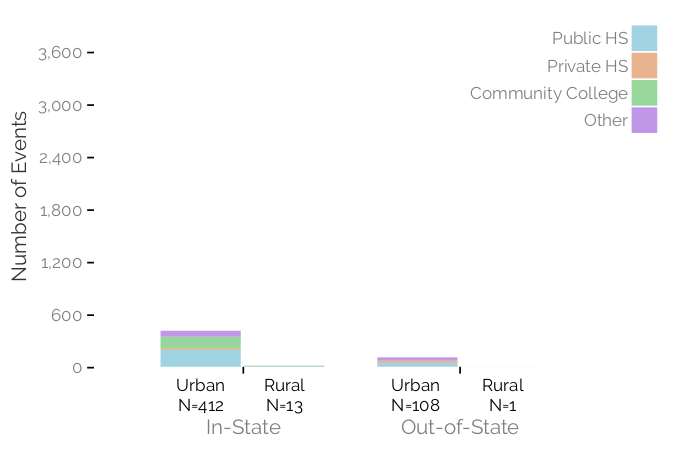 Public HS
Private HS
Community College
Other
Number of Events
3,600
3,000
2,400
1,800
1,200
600
0
Urban Rural Urban Rural
N=412 N=13 N=108 N=1
In-State Out-of-State